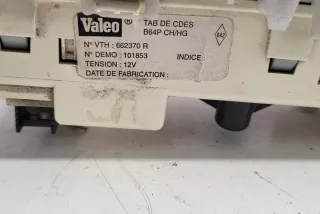 Valeo ®
TAB DE CDES
B64P CH/HG
N° VTH : 662370 R
N° DEMO : 101853
INDICE :
TENSION : 12V
DATE DE FABRICATION :